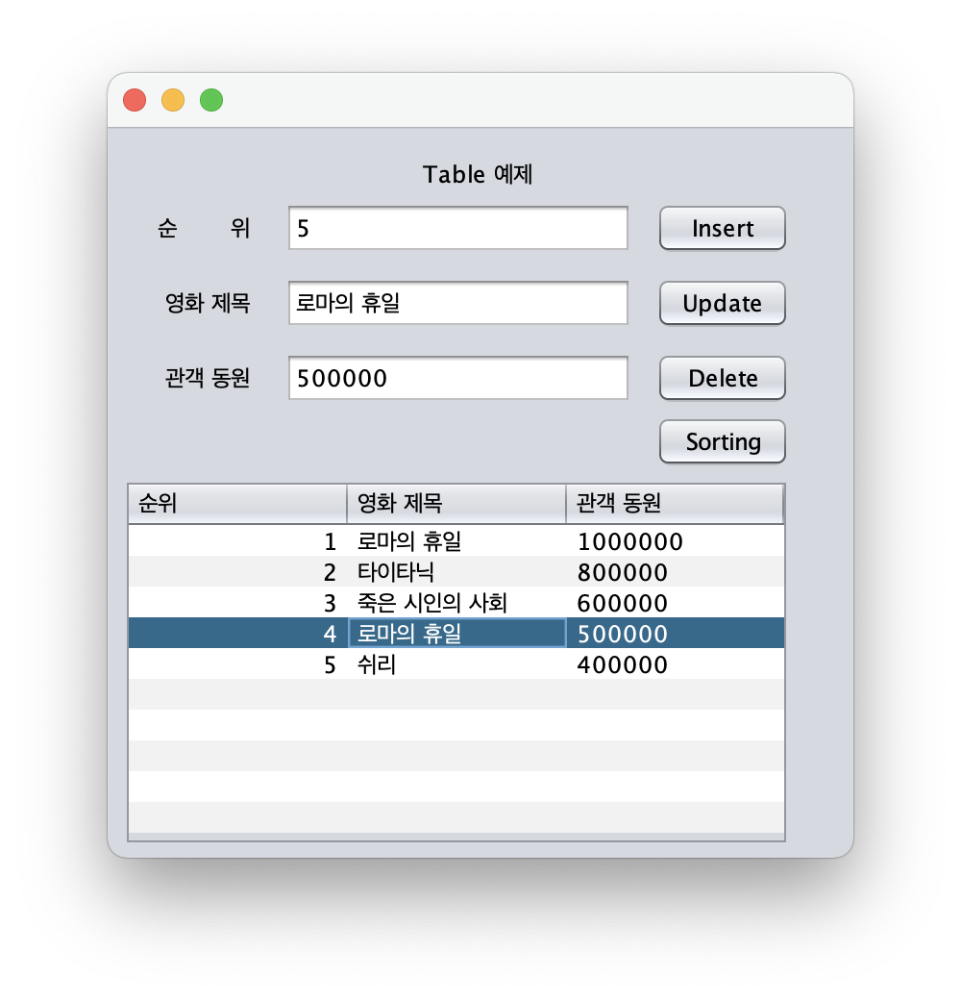 Table 예제
순 위 5 Insert
영화 제목 로마의 휴일 Update
관객 동원 500000 Delete
Sorting
순위 영화 제목 관객 동원
1 로마의 휴일 1000000
2 타이타닉 800000
3 죽은 시인의 사회 600000
4 로마의 휴일 500000
5 쉬리 400000